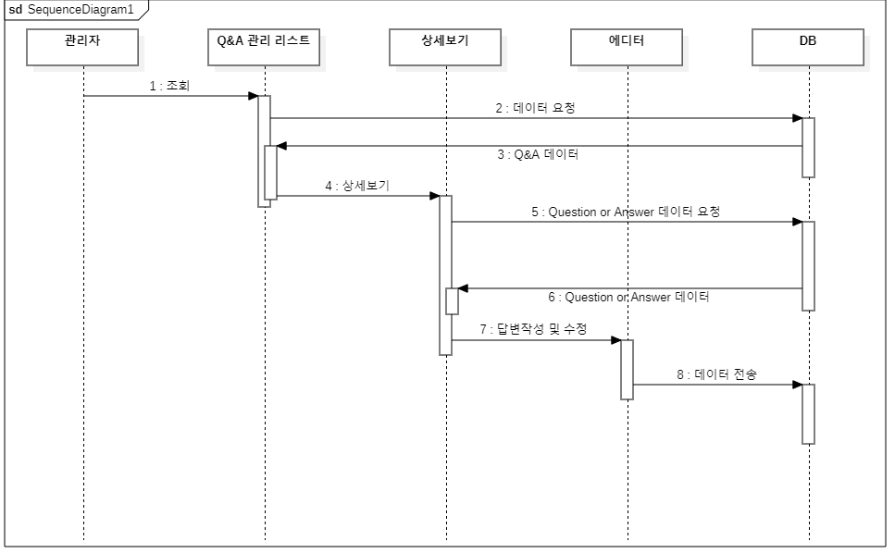 sd SequenceDiagram1
관리자
Q&A 관리 리스트
상세보기
에디터
DB
1 : 조회
2 : 데이터 요청
3 : Q&A 데이터
4 : 상세보기
5 : Question or Answer 데이터 요청
6 : Question or Answer 데이터
7 : 답변작성 및 수정
8 : 데이터 전송